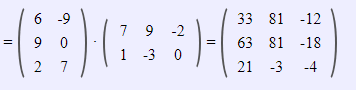 = ( 6 -9 ) · ( 7 9 -2 ) = ( 33 81 -12 )
9 0 1 -3 0 63 81 -18
2 7 21 -3 -4